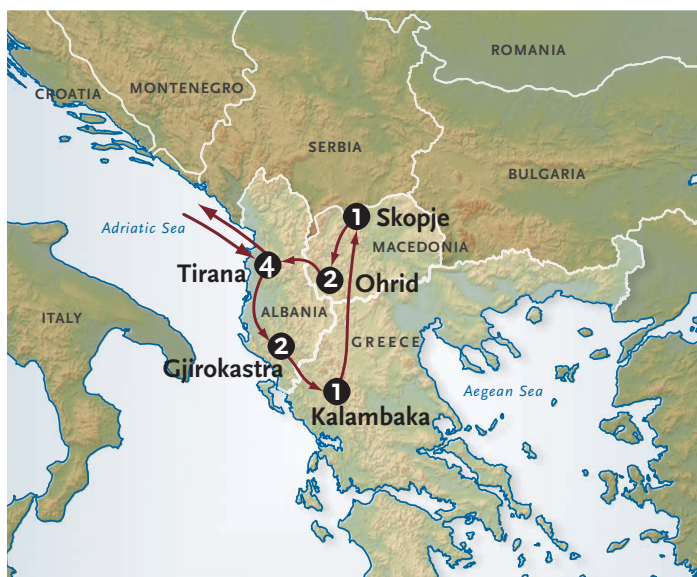 ROMANIA
CROATIA
MONTENEGRO
SERBIA
BULGARIA
Adriatic Sea
1 Skopje
MACEDONIA
Tirana 4
2 Ohrid
ITALY
ALBANIA
GREECE
2
Gjirokastra
1
Kalambaka
Aegean Sea